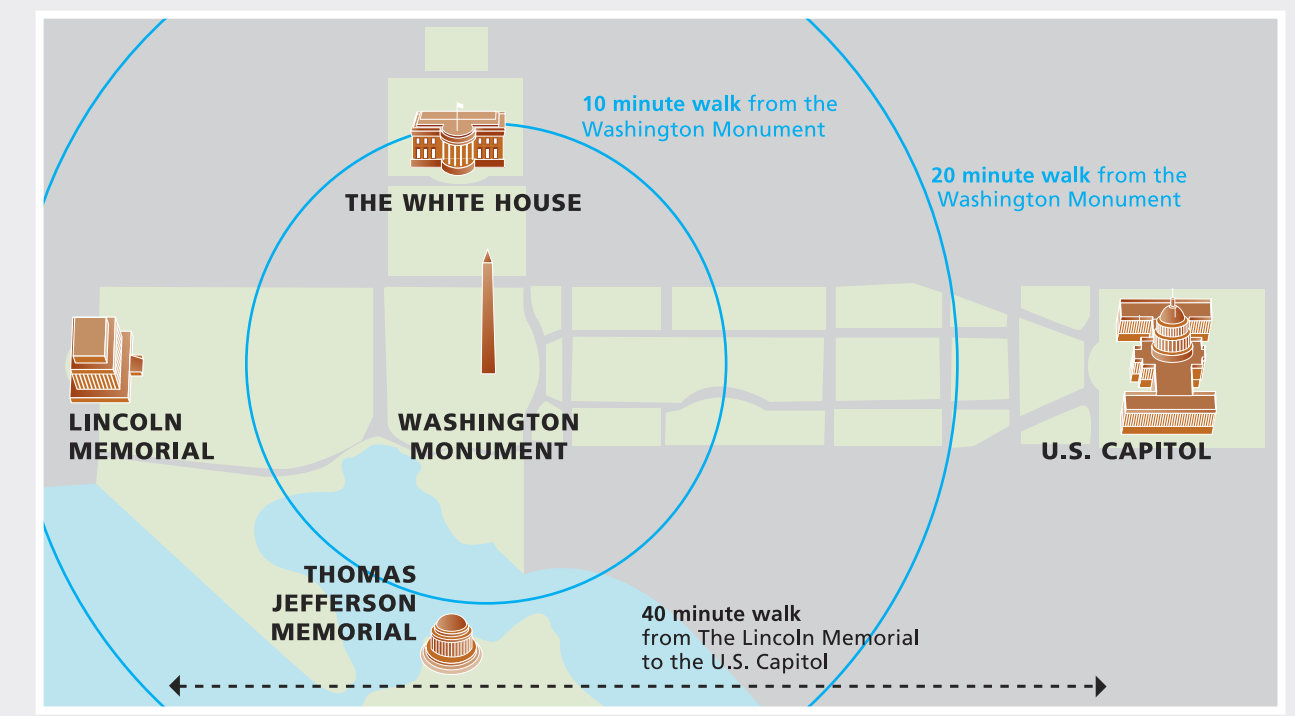 10 minute walk from the
Washington Monument
20 minute walk from the
Washington Monument
THE WHITE HOUSE
LINCOLN
MEMORIAL
WASHINGTON
MONUMENT
U.S. CAPITOL
THOMAS
JEFFERSON
MEMORIAL
40 minute walk
from The Lincoln Memorial
to the U.S. Capitol